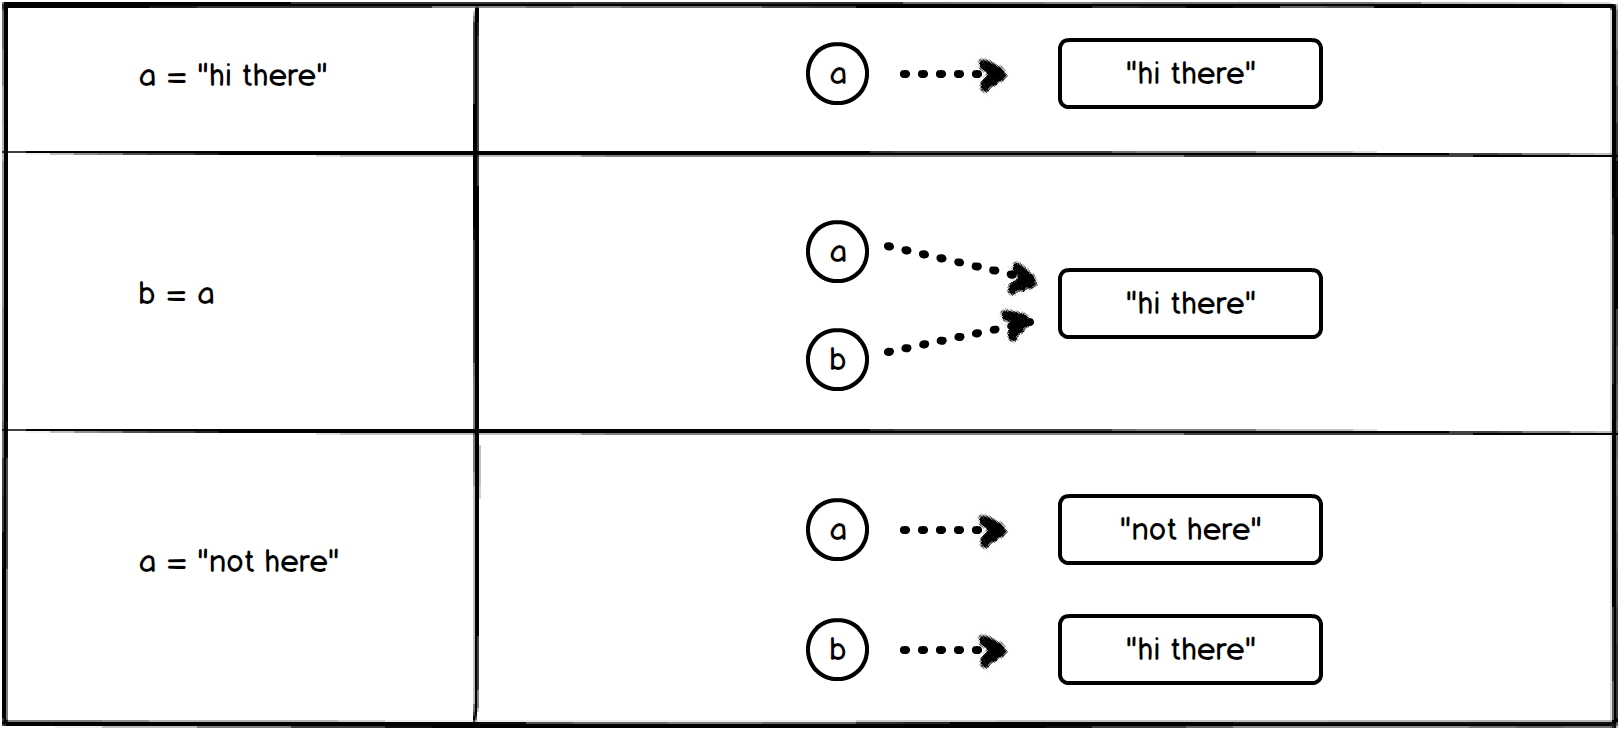 a = "hi there"
a
"hi there"
b = a
a
b
"hi there"
a = "not here"
a
"not here"
b
"hi there"